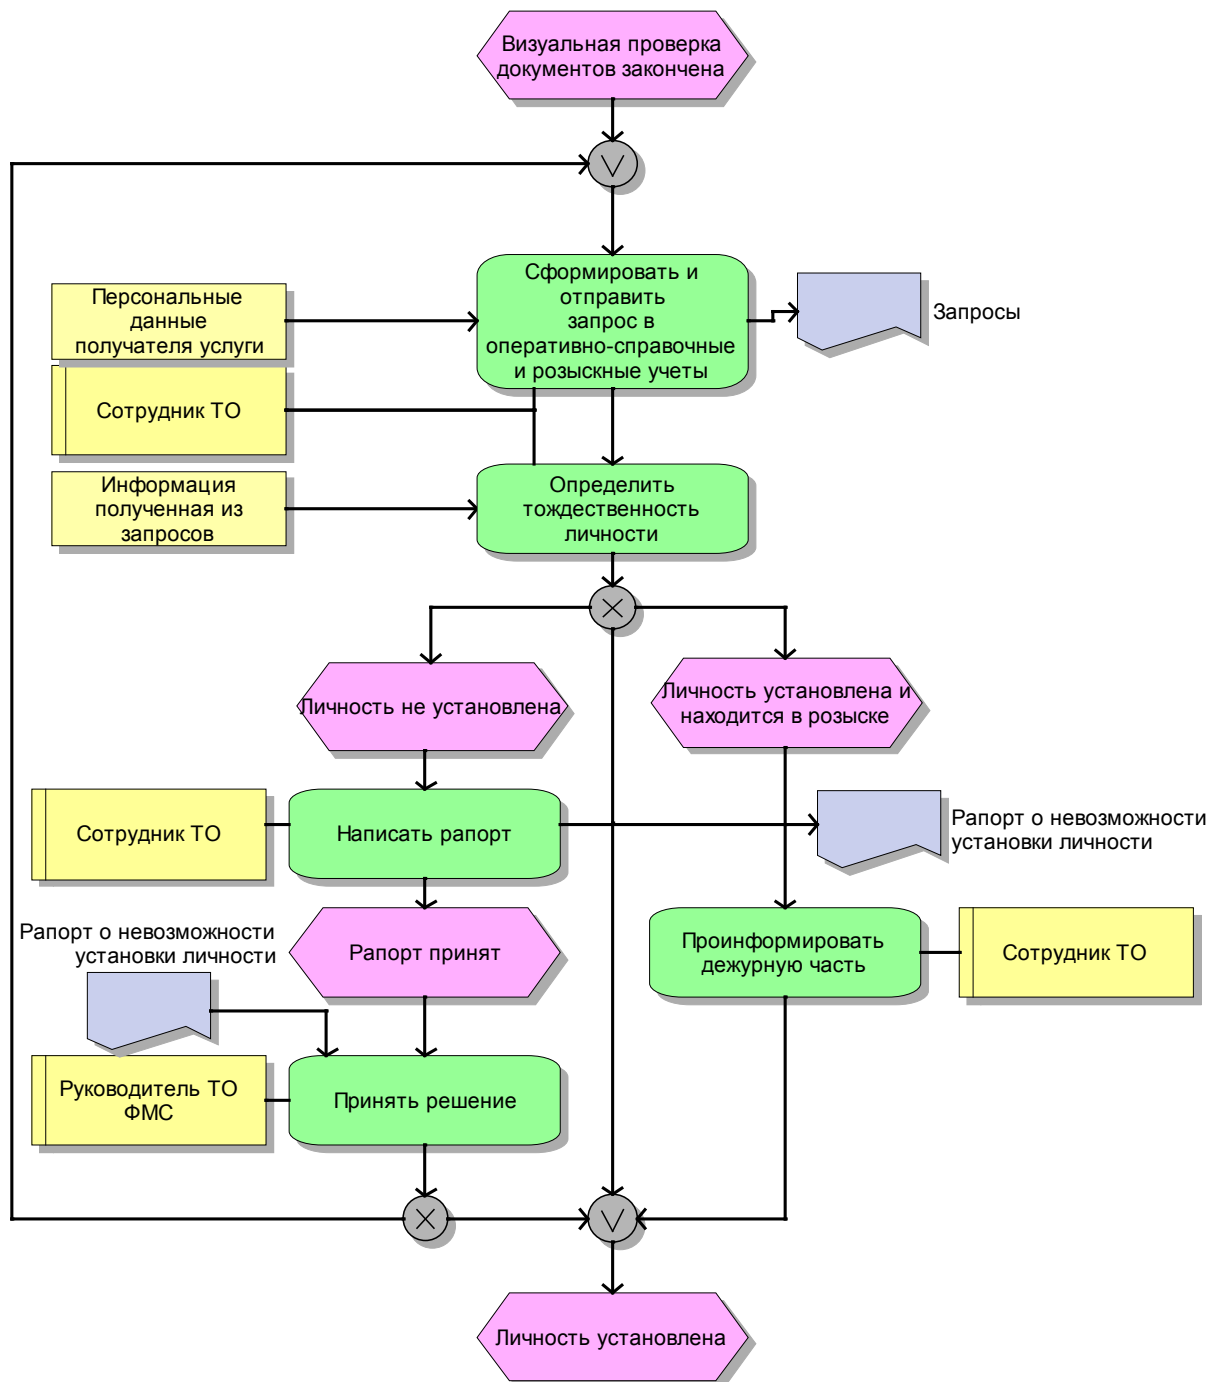 Визуальная проверка
документов закончена
Сформировать и
отправить
запрос в
оперативно-справочные
и розыскные учеты
Персональные
данные
получателя услуги
Запросы
Сотрудник ТО
Информация
полученная из
запросов
Определить
тождественность
личности
Личность не установлена
Личность установлена и
находится в розыске
Сотрудник ТО
Написать рапорт
Рапорт о невозможности
установки личности
Рапорт о невозможности
установки личности
Рапорт принят
Проинформировать
дежурную часть
Сотрудник ТО
Руководитель ТО
ФМС
Принять решение
Личность установлена